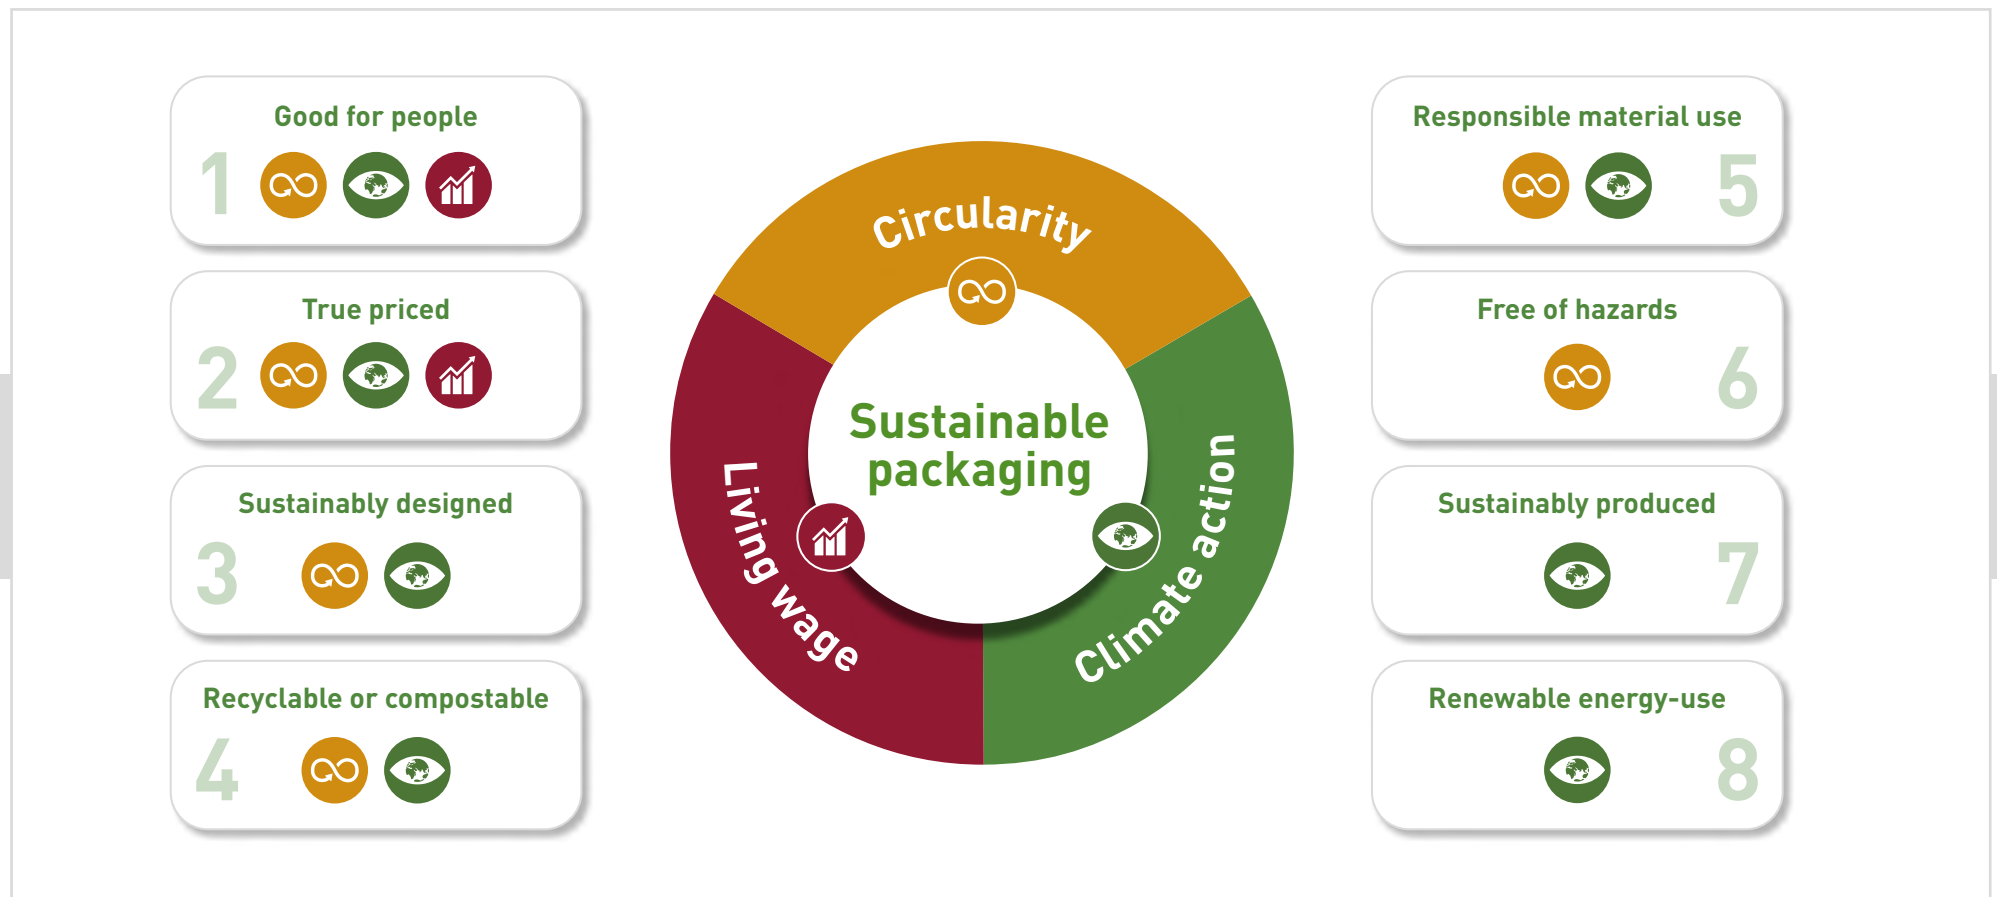 Good for people
1
True priced
2
Sustainably designed
3
Recyclable or compostable
4
Circularity
Living wage
Climate action
Sustainable
packaging
Responsible material use
5
Free of hazards
6
Sustainably produced
7
Renewable energy-use
8